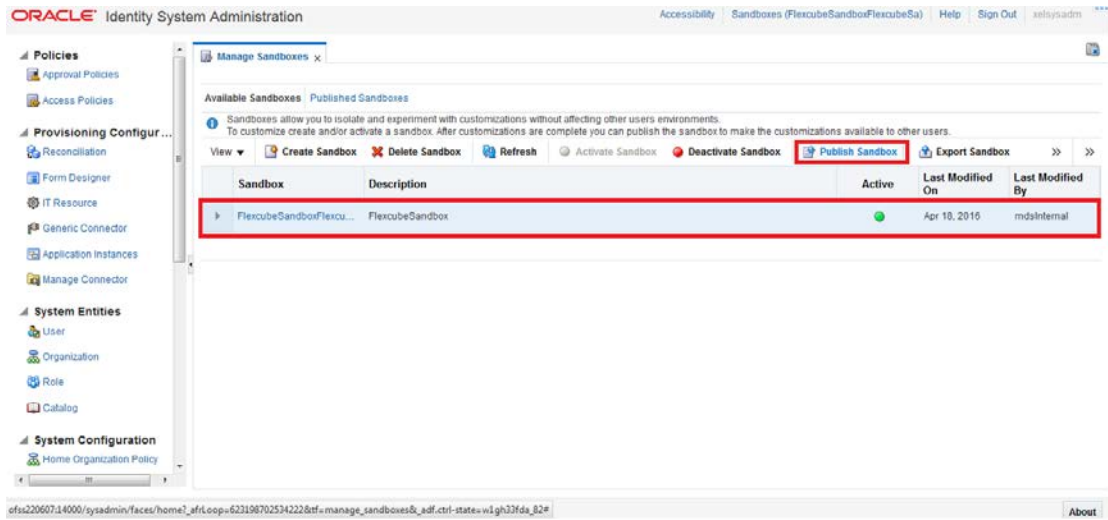 ORACLE Identity System Administration
Accessibility Sandboxes (FlexcubeSandboxFlexcubeSa) Help Sign Out xelsysadm
Policies
Approval Policies
Access Policies
Provisioning Configur...
Reconciliation
Form Designer
IT Resource
Generic Connector
Application Instances
Manage Connector
System Entities
User
Organization
Role
Catalog
System Configuration
Home Organization Policy
Manage Sandboxes x
Available Sandboxes Published Sandboxes
Sandboxes allow you to isolate and experiment with customizations without affecting other users environments.
To customize create and/or activate a sandbox. After customizations are complete you can publish the sandbox to make the customizations available to other users.
View Create Sandbox Delete Sandbox Refresh Activate Sandbox Deactivate Sandbox Publish Sandbox Export Sandbox » »
Sandbox Description Active Last Modified On Last Modified By
FlexcubeSandboxFlexcu... FlexcubeSandbox Apr 18, 2016 mdsInternal
ofss220607:14000/sysadmin/faces/home?_afrLoop=623198702534222&tf=manage_sandboxes&_adf.ctrl-state=w1gh33fda_82#
About